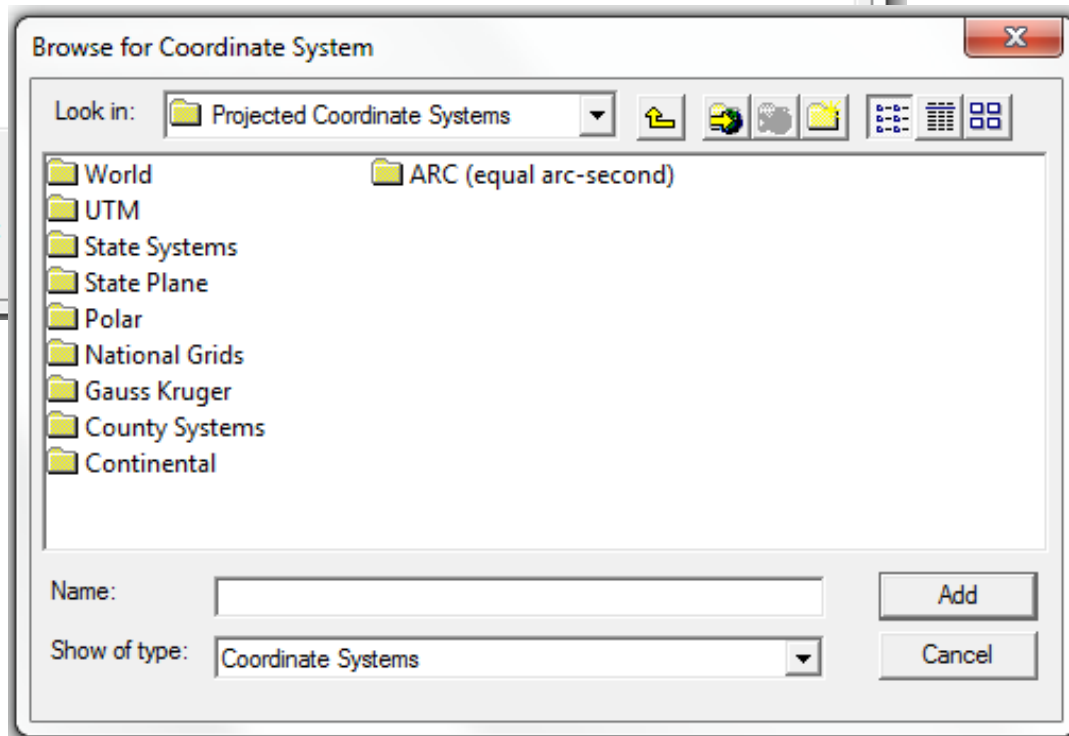 Browse for Coordinate System
Look in: Projected Coordinate Systems
World
UTM
State Systems
State Plane
Polar
National Grids
Gauss Kruger
County Systems
Continental
ARC (equal arc-second)
Name:
Add
Show of type: Coordinate Systems
Cancel